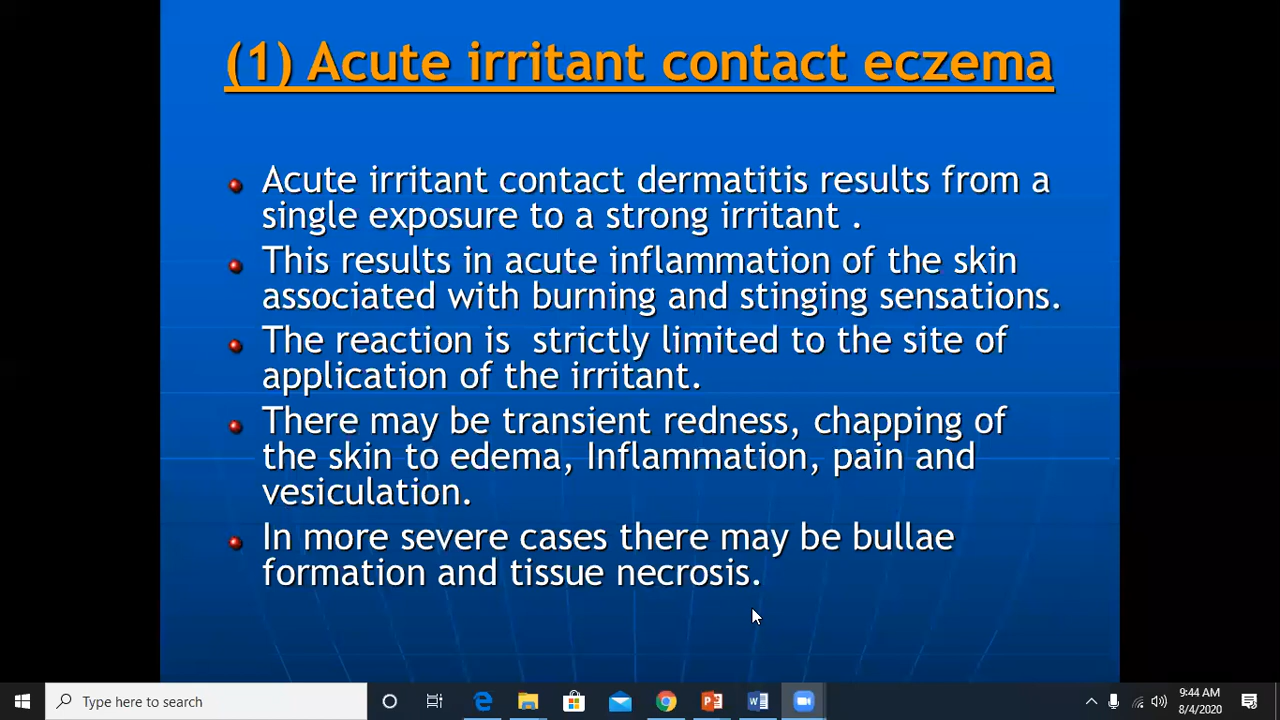 (1) Acute irritant contact eczema
Acute irritant contact dermatitis results from a
single exposure to a strong irritant .
This results in acute inflammation of the skin
associated with burning and stinging sensations.
The reaction is  strictly limited to the site of
application of the irritant.
There may be transient redness, chapping of
the skin to edema, Inflammation, pain and
vesiculation.
In more severe cases there may be bullae
formation and tissue necrosis.
Type here to search
9:44 AM
8/4/2020